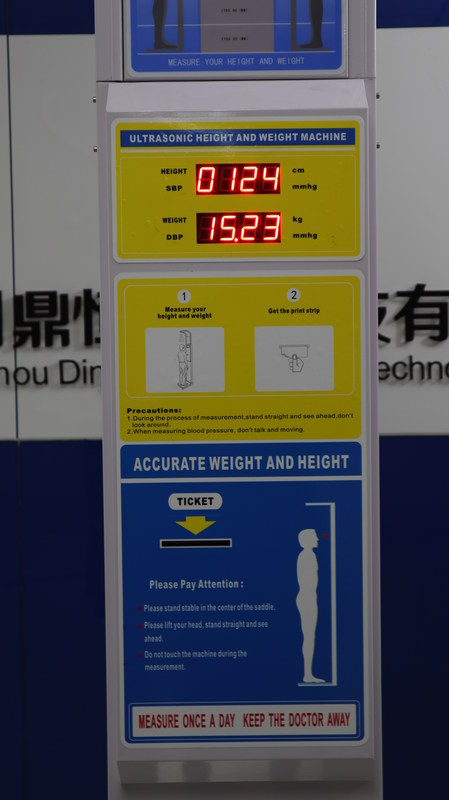 MEASURE YOUR HEIGHT AND WEIGHT
ULTRASONIC HEIGHT AND WEIGHT MACHINE
HEIGHT 0124 cm
SBP mmhg
WEIGHT 15.23 kg
DBP mmhg
1 2
Measure your Get the print strip
height and weight
Precautions:
1.During the process of measurement,stand straight and see ahead,don't
look around.
2.When measuring blood pressure, don't talk and moving.
ACCURATE WEIGHT AND HEIGHT
TICKET
Please Pay Attention :
Please stand stable in the center of the saddle.
Please lift your head, stand straight and see
ahead.
Do not touch the machine during the
measurement.
MEASURE ONCE A DAY KEEP THE DOCTOR AWAY
鼎 有
hou Din echno